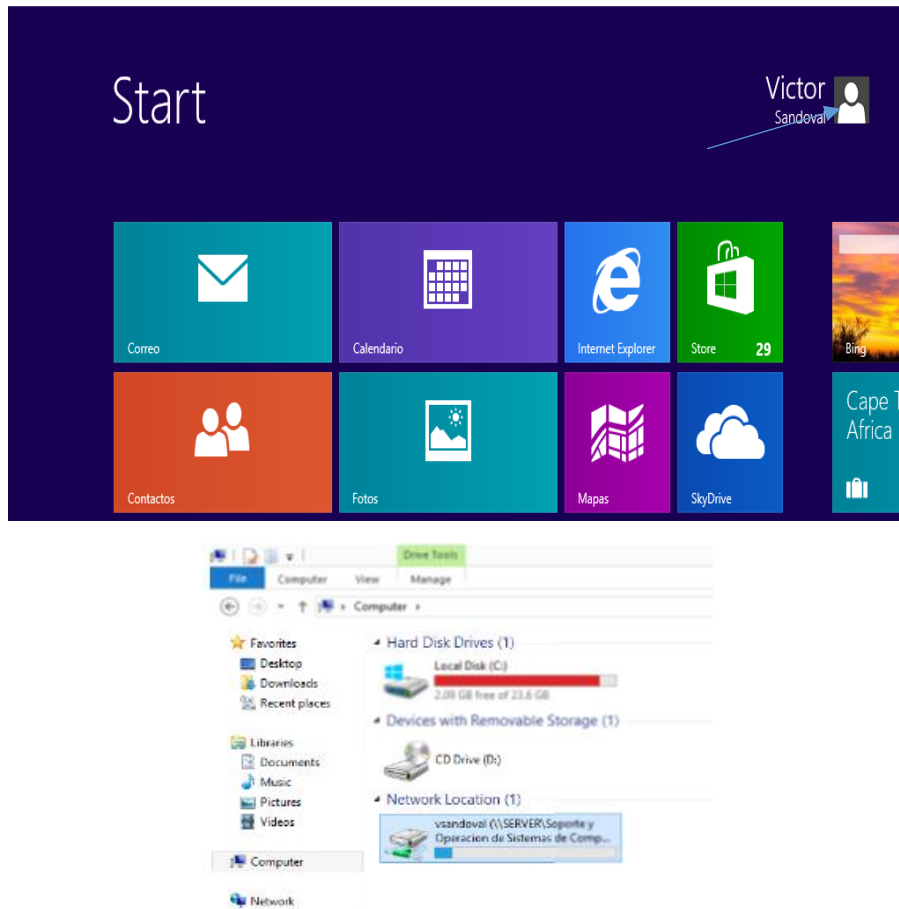 Start
Victor
Sandoval
Correo
Calendario
Internet Explorer
Store 29
Bing
Contactos
Fotos
Mapas
SkyDrive
Cape T
Africa
Drive Tools
File Computer View Manage
Computer
Favorites
Desktop
Downloads
Recent places
Libraries
Documents
Music
Pictures
Videos
Computer
Network
Hard Disk Drives (1)
Local Disk (C:)
2.09 GB free of 23.6 GB
Devices with Removable Storage (1)
CD Drive (D:)
Network Location (1)
vsandoval (\\SERVER\Soporte y
Operacion de Sistemas de Comp...